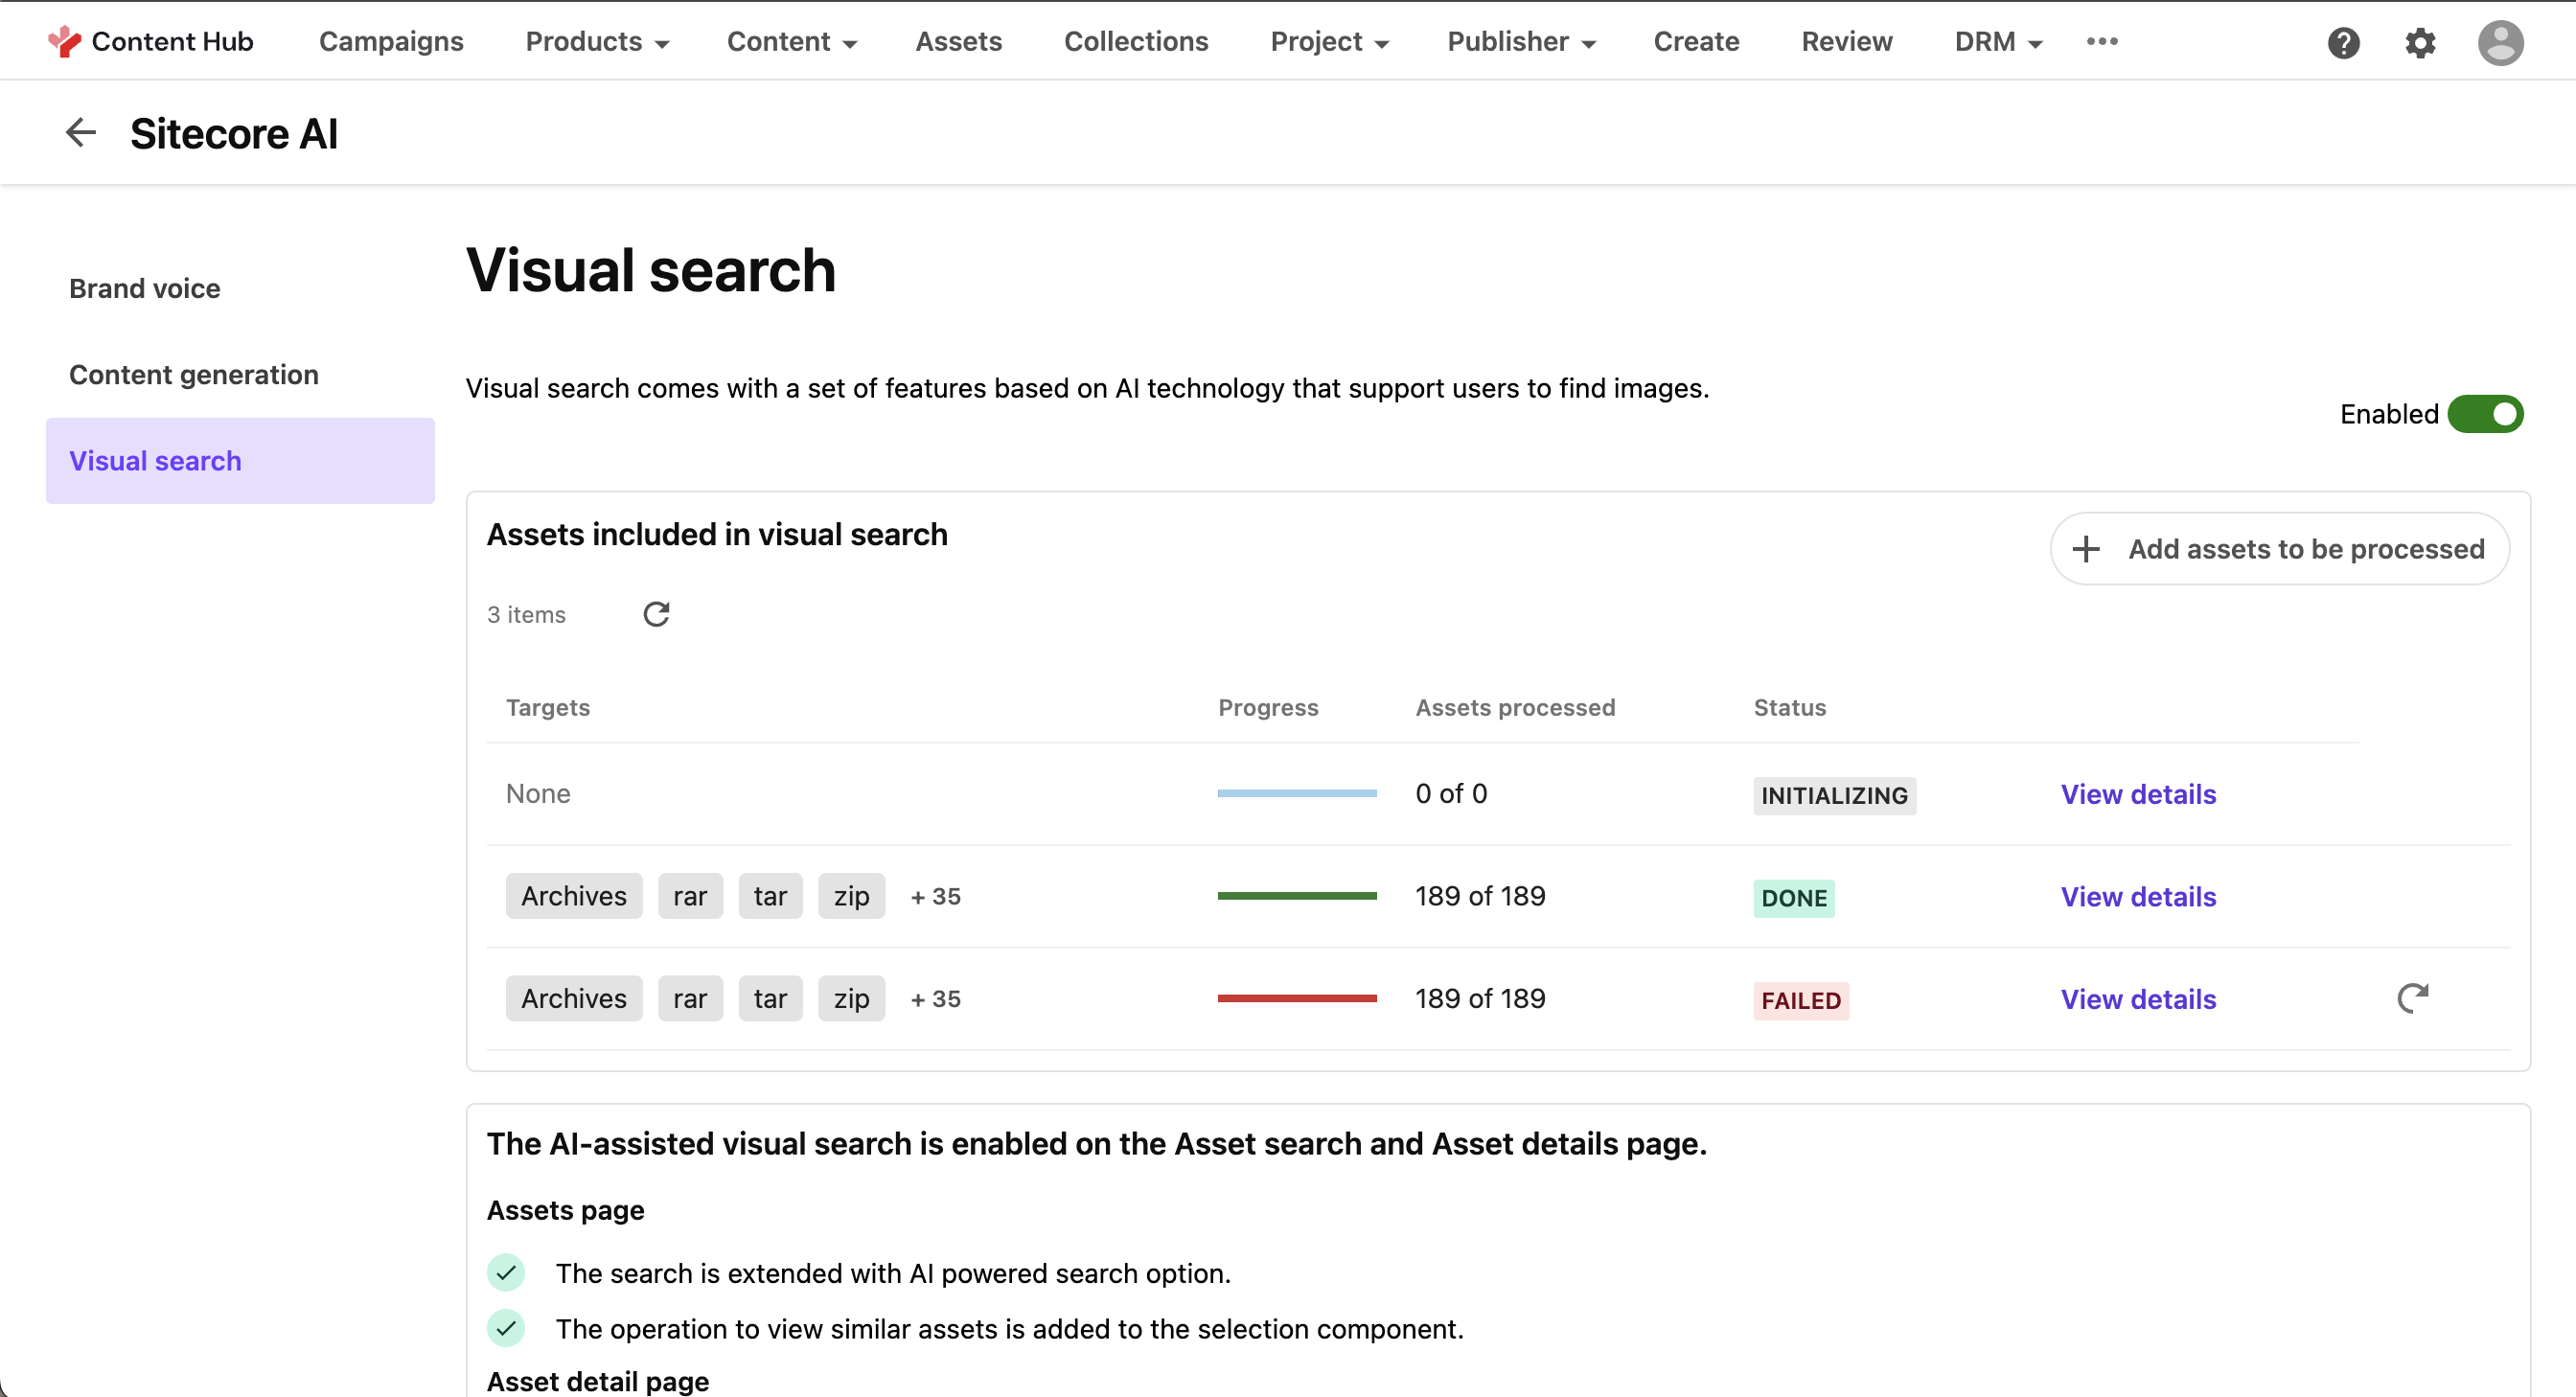 Content Hub Campaigns Products Content Assets Collections Project Publisher Create Review DRM
Sitecore AI
Brand voice
Content generation
Visual search
Visual search
Visual search comes with a set of features based on AI technology that support users to find images.
Enabled
Assets included in visual search
Add assets to be processed
3 items
Targets Progress Assets processed Status
None 0 of 0 INITIALIZING View details
Archives rar tar zip + 35 189 of 189 DONE View details
Archives rar tar zip + 35 189 of 189 FAILED View details
The AI-assisted visual search is enabled on the Asset search and Asset details page.
Assets page
The search is extended with AI powered search option.
The operation to view similar assets is added to the selection component.
Asset detail page